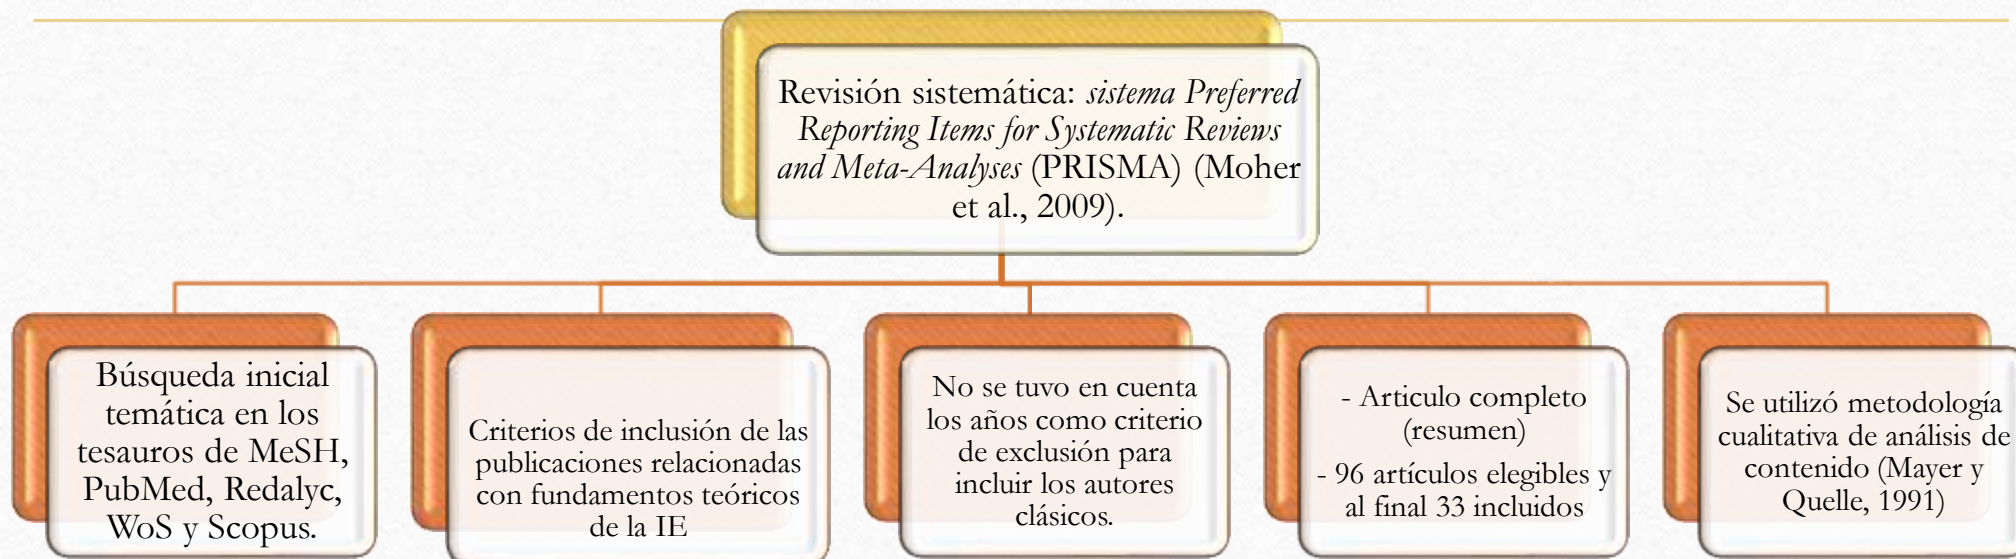 Revisión sistemática: sistema Preferred
Reporting Items for Systematic Reviews
and Meta-Analyses (PRISMA) (Moher
et al., 2009).
Búsqueda inicial
temática en los
tesauros de MeSH,
PubMed, Redalyc,
WoS y Scopus.
Criterios de inclusión de las
publicaciones relacionadas
con fundamentos teóricos
de la IE
No se tuvo en cuenta
los años como criterio
de exclusión para
incluir los autores
clásicos.
- Articulo completo
(resumen)
- 96 artículos elegibles y
al final 33 incluidos
Se utilizó metodología
cualitativa de análisis de
contenido (Mayer y
Quelle, 1991)